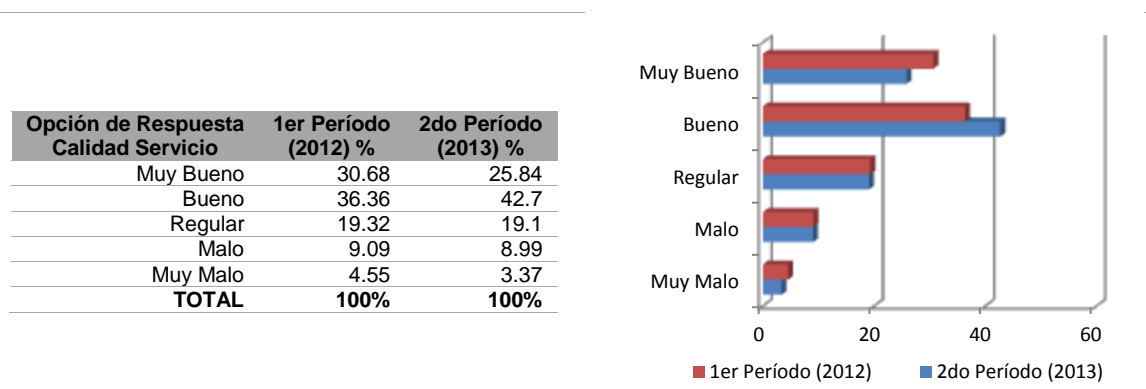 Opción de Respuesta 1er Período 2do Período
Calidad Servicio (2012) % (2013) %
Muy Bueno 30.68 25.84
Bueno 36.36 42.7
Regular 19.32 19.1
Malo 9.09 8.99
Muy Malo 4.55 3.37
TOTAL 100% 100%
Muy Bueno
Bueno
Regular
Malo
Muy Malo
0 20 40 60
1er Período (2012) 2do Período (2013)